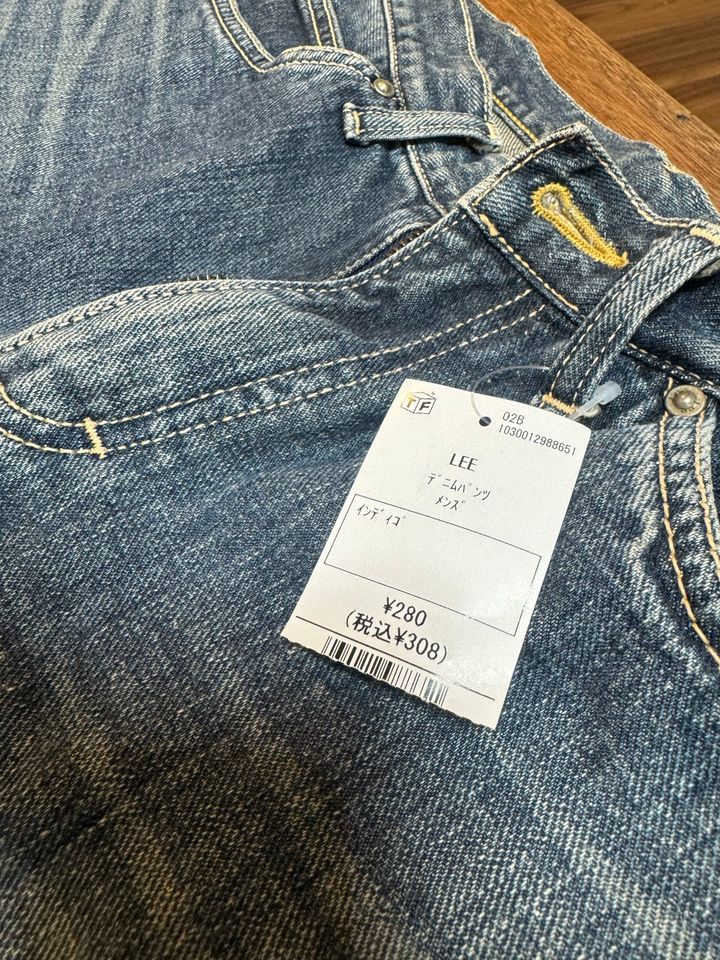 TF
02B
1030012988651
LEE
デニムパンツ
メンズ
インディゴ
¥280
(税込¥308)